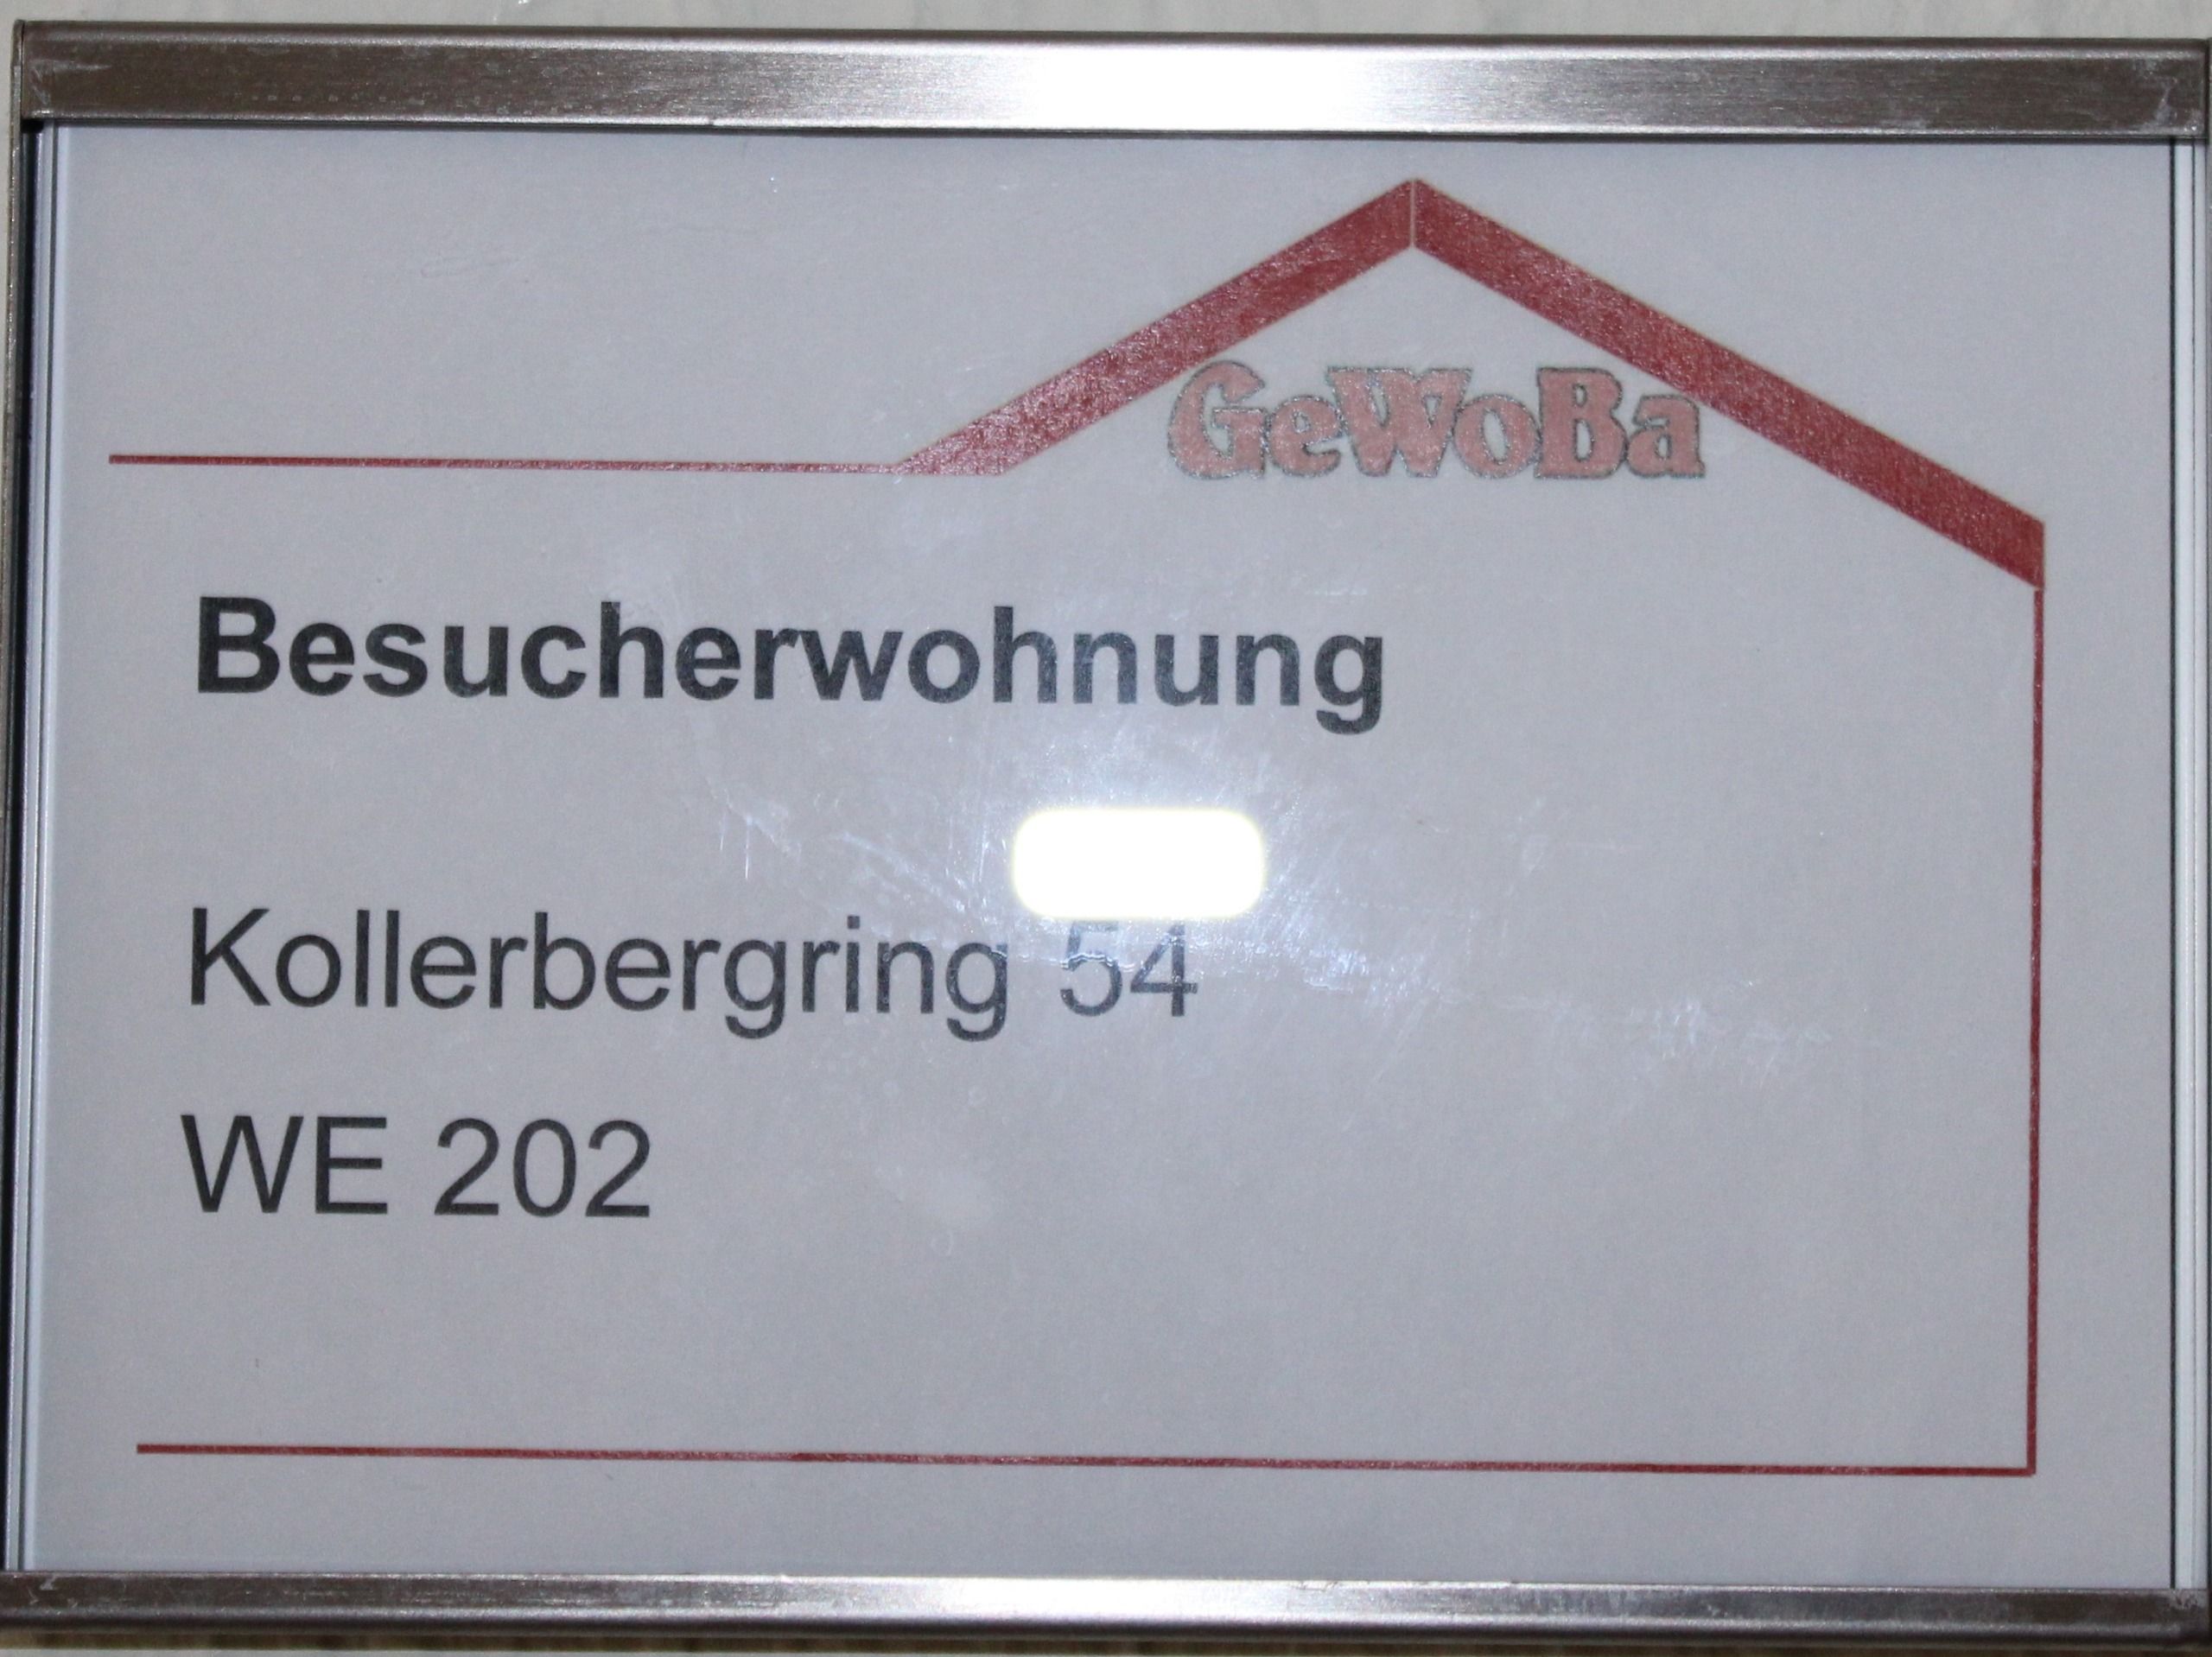 GeWoBa
Besucherwohnung
Kollerbergring 54
WE 202